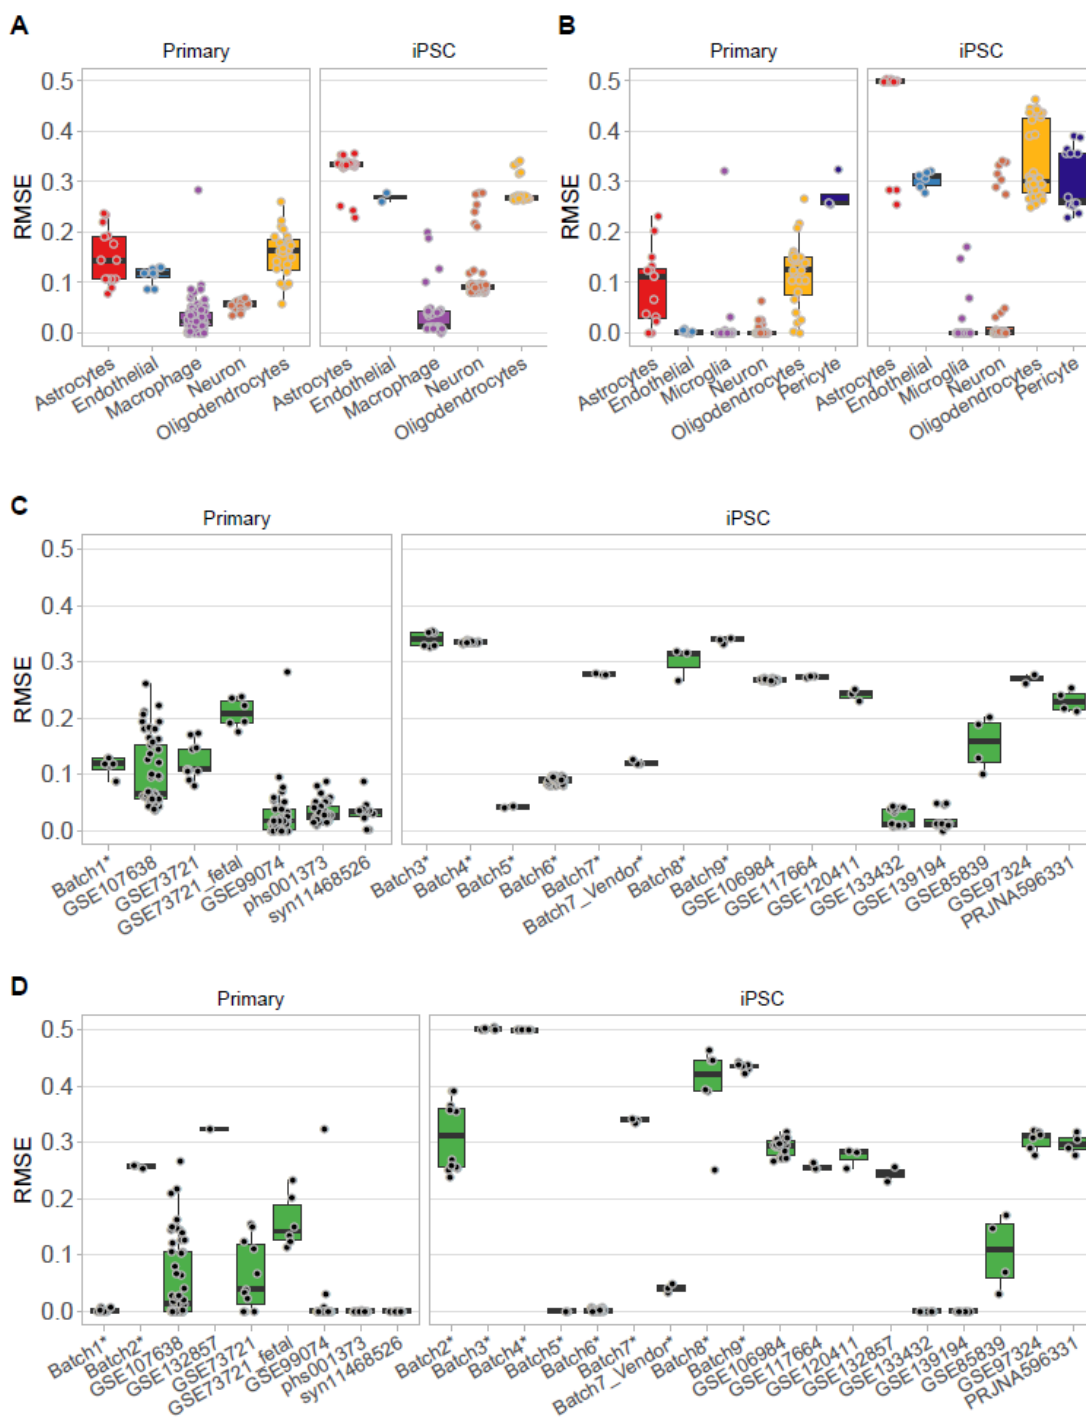 A
B
Primary
iPSC
Primary
iPSC
RMSE
0.5
0.4
0.3
0.2
0.1
0.0
Astrocytes
Endothelial
Macrophage
Neuron
Oligodendrocytes
Astrocytes
Endothelial
Macrophage
Neuron
Oligodendrocytes
RMSE
0.5
0.4
0.3
0.2
0.1
0.0
Astrocytes
Endothelial
Microglia
Neuron
Oligodendrocytes
Pericyte
Astrocytes
Endothelial
Microglia
Neuron
Oligodendrocytes
Pericyte
C
Primary
iPSC
RMSE
0.5
0.4
0.3
0.2
0.1
0.0
Batch1*
GSE107638
GSE73721
GSE73721_fetal
GSE99074
phs001373
syn11468526
Batch3*
Batch4*
Batch5*
Batch6*
Batch7*
Batch7_Vendor*
Batch8*
Batch9*
GSE106984
GSE117664
GSE120411
GSE133432
GSE139194
GSE85839
GSE97324
PRJNA596331
D
Primary
iPSC
RMSE
0.5
0.4
0.3
0.2
0.1
0.0
Batch1*
Batch2*
GSE107638
GSE132857
GSE73721
GSE73721_fetal
GSE99074
phs001373
syn11468526
Batch2*
Batch3*
Batch4*
Batch5*
Batch6*
Batch7*
Batch7_Vendor*
Batch8*
Batch9*
GSE106984
GSE117664
GSE120411
GSE132857
GSE133432
GSE139194
GSE85839
GSE97324
PRJNA596331